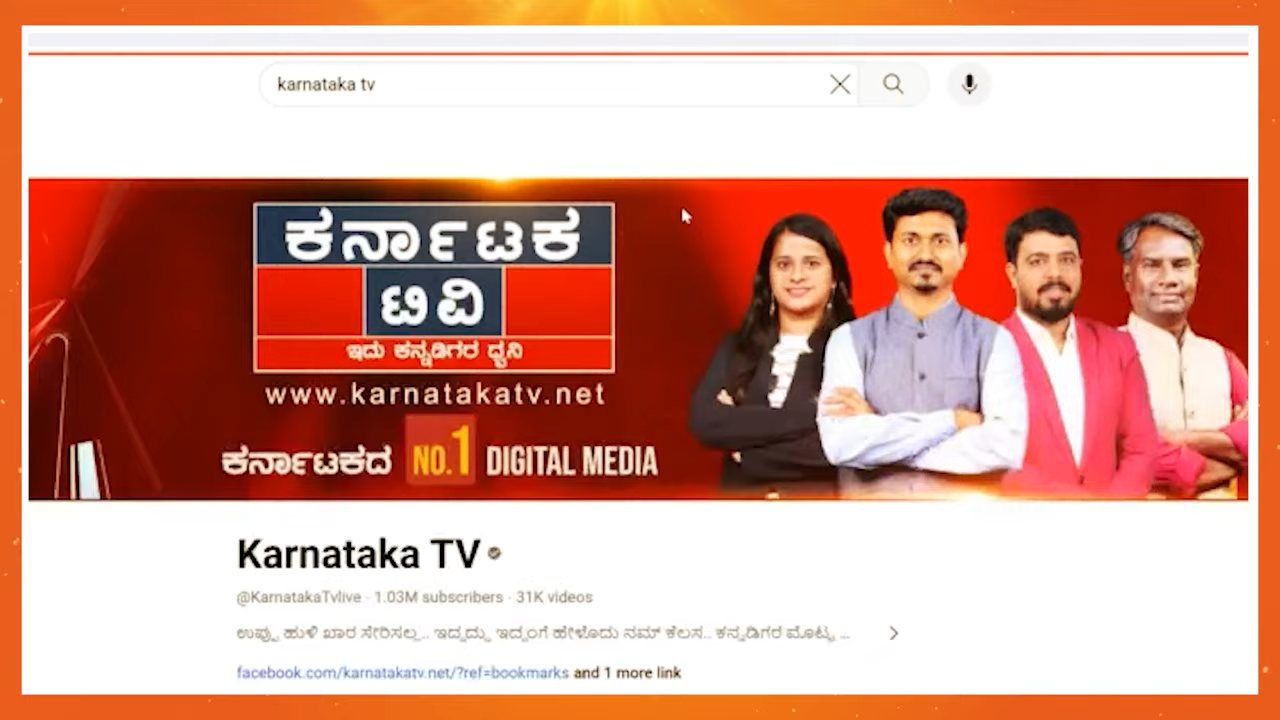 karnataka tv
ಕರ್ನಾಟಕ
ಟಿವಿ
ಇದು ಕನ್ನಡಿಗರ ಧ್ವನಿ
www.karnatakatv.net
ಕರ್ನಾಟಕದ NO.1 DIGITAL MEDIA
Karnataka TV
@KarnatakaTvlive · 1.03M subscribers · 31K videos
ಉಪ್ಪು ಹುಳಿ ಖಾರ ಸೇರಿಸಲ್ಲ.. ಇದ್ದದ್ದು ಇದ್ದಂಗೆ ಹೇಳೊದು ನಮ್ ಕೆಲಸ.. ಕನ್ನಡಿಗರ ಮೊಟ್ಟ ...
facebook.com/karnatakatv.net/?ref=bookmarks and 1 more link